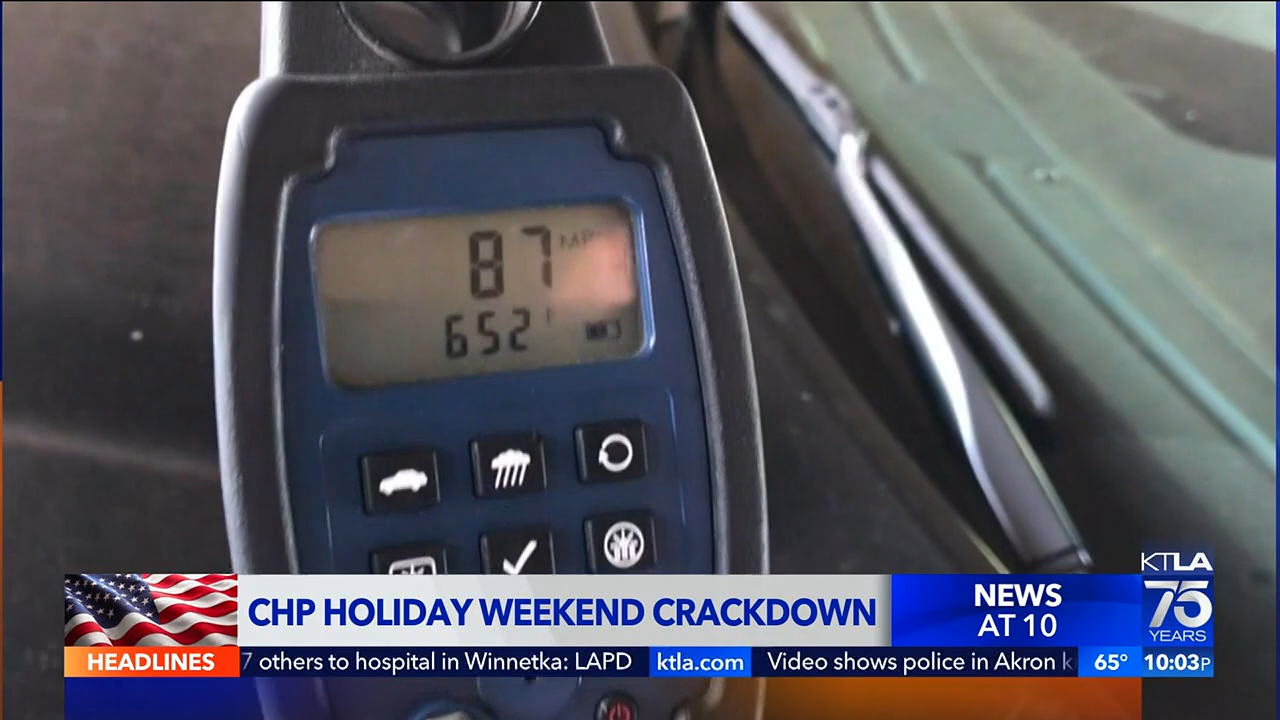 87 MP
652'
CHP HOLIDAY WEEKEND CRACKDOWN
NEWS
AT 10
KTLA
75
YEARS
HEADLINES
7 others to hospital in Winnetka: LAPD
ktla.com
Video shows police in Akron k
65°
10:03P